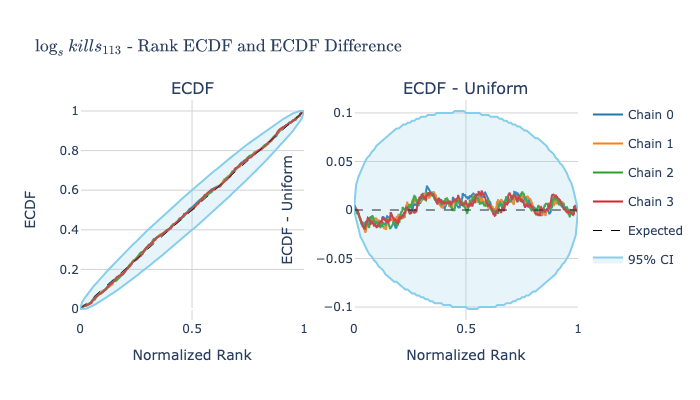 log_s kills_113 - Rank ECDF and ECDF Difference
ECDF
ECDF - Uniform
ECDF
1
0.8
0.6
0.4
0.2
0
0
0.5
1
Normalized Rank
ECDF - Uniform
0.1
0.05
0
−0.05
−0.1
0
0.5
1
Normalized Rank
Chain 0
Chain 1
Chain 2
Chain 3
Expected
95% CI